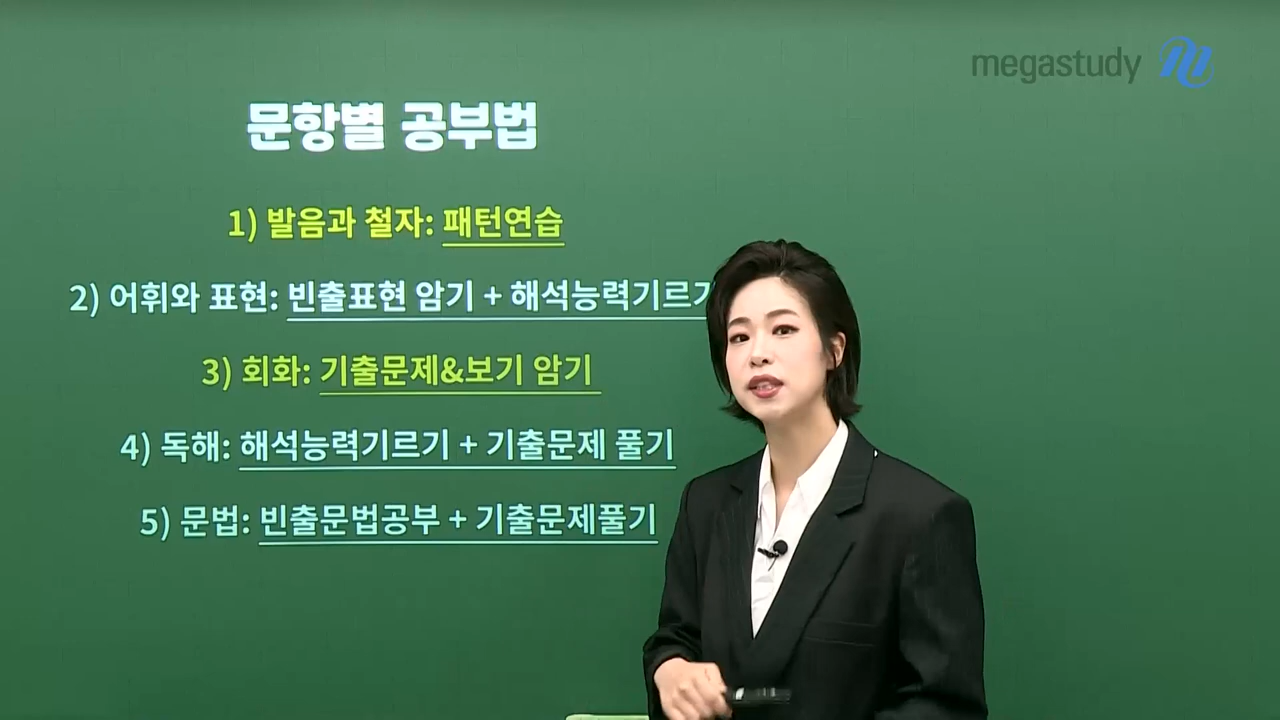 megastudy
문항별 공부법
1) 발음과 철자: 패턴연습
2) 어휘와 표현: 빈출표현 암기 + 해석능력기르기
3) 회화: 기출문제&보기 암기
4) 독해: 해석능력기르기 + 기출문제 풀기
5) 문법: 빈출문법공부 + 기출문제풀기